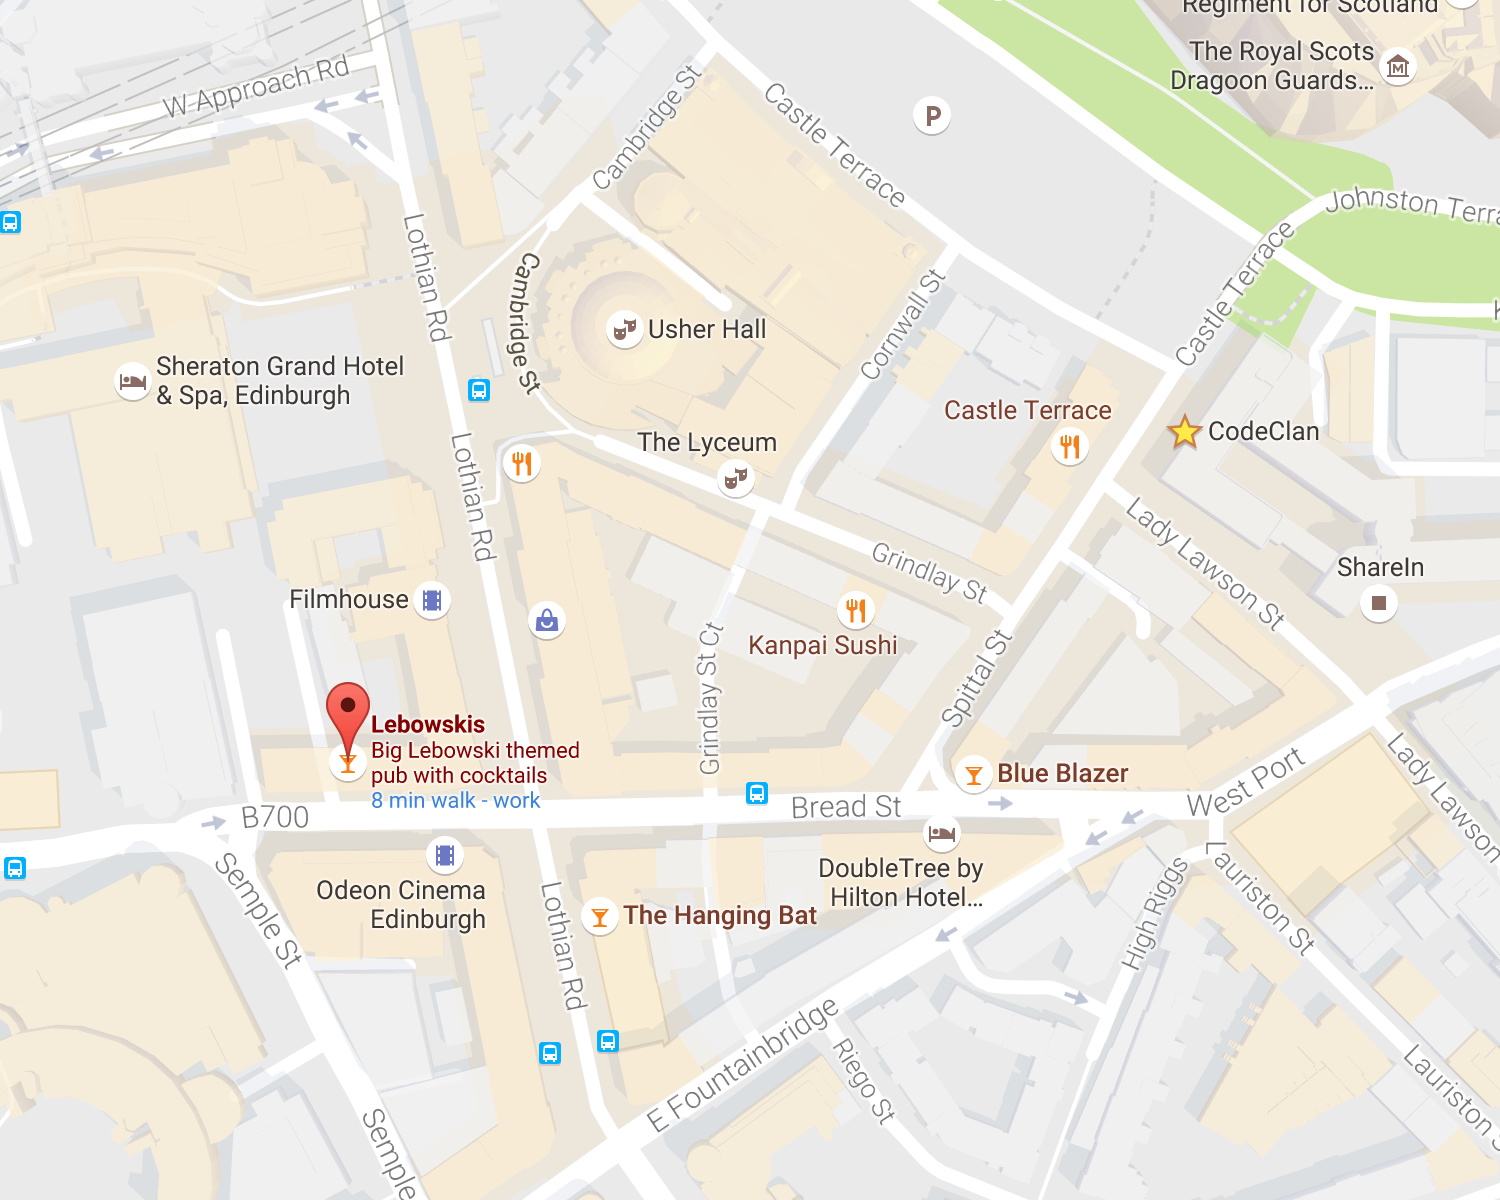 Regiment for Scotland
The Royal Scots
Dragoon Guards...
W Approach Rd
Cambridge St
Castle Terrace
P
Johnston Terra
Castle Terrace
Lothian Rd
Cambridge St
Usher Hall
Cornwall St
Sheraton Grand Hotel
& Spa, Edinburgh
Castle Terrace
CodeClan
The Lyceum
Lothian Rd
Lady Lawson St
Grindlay St
ShareIn
Filmhouse
Kanpai Sushi
Grindlay St Ct
Spittal St
Lebowskis
Big Lebowski themed
pub with cocktails
8 min walk - work
Blue Blazer
West Port
Lady Lawson
B700
Bread St
DoubleTree by
Hilton Hotel...
Semple St
Odeon Cinema
Edinburgh
The Hanging Bat
Lothian Rd
High Riggs
Lauriston St
E Fountainbridge
Riego St
Lauriston S
Semple
K
M